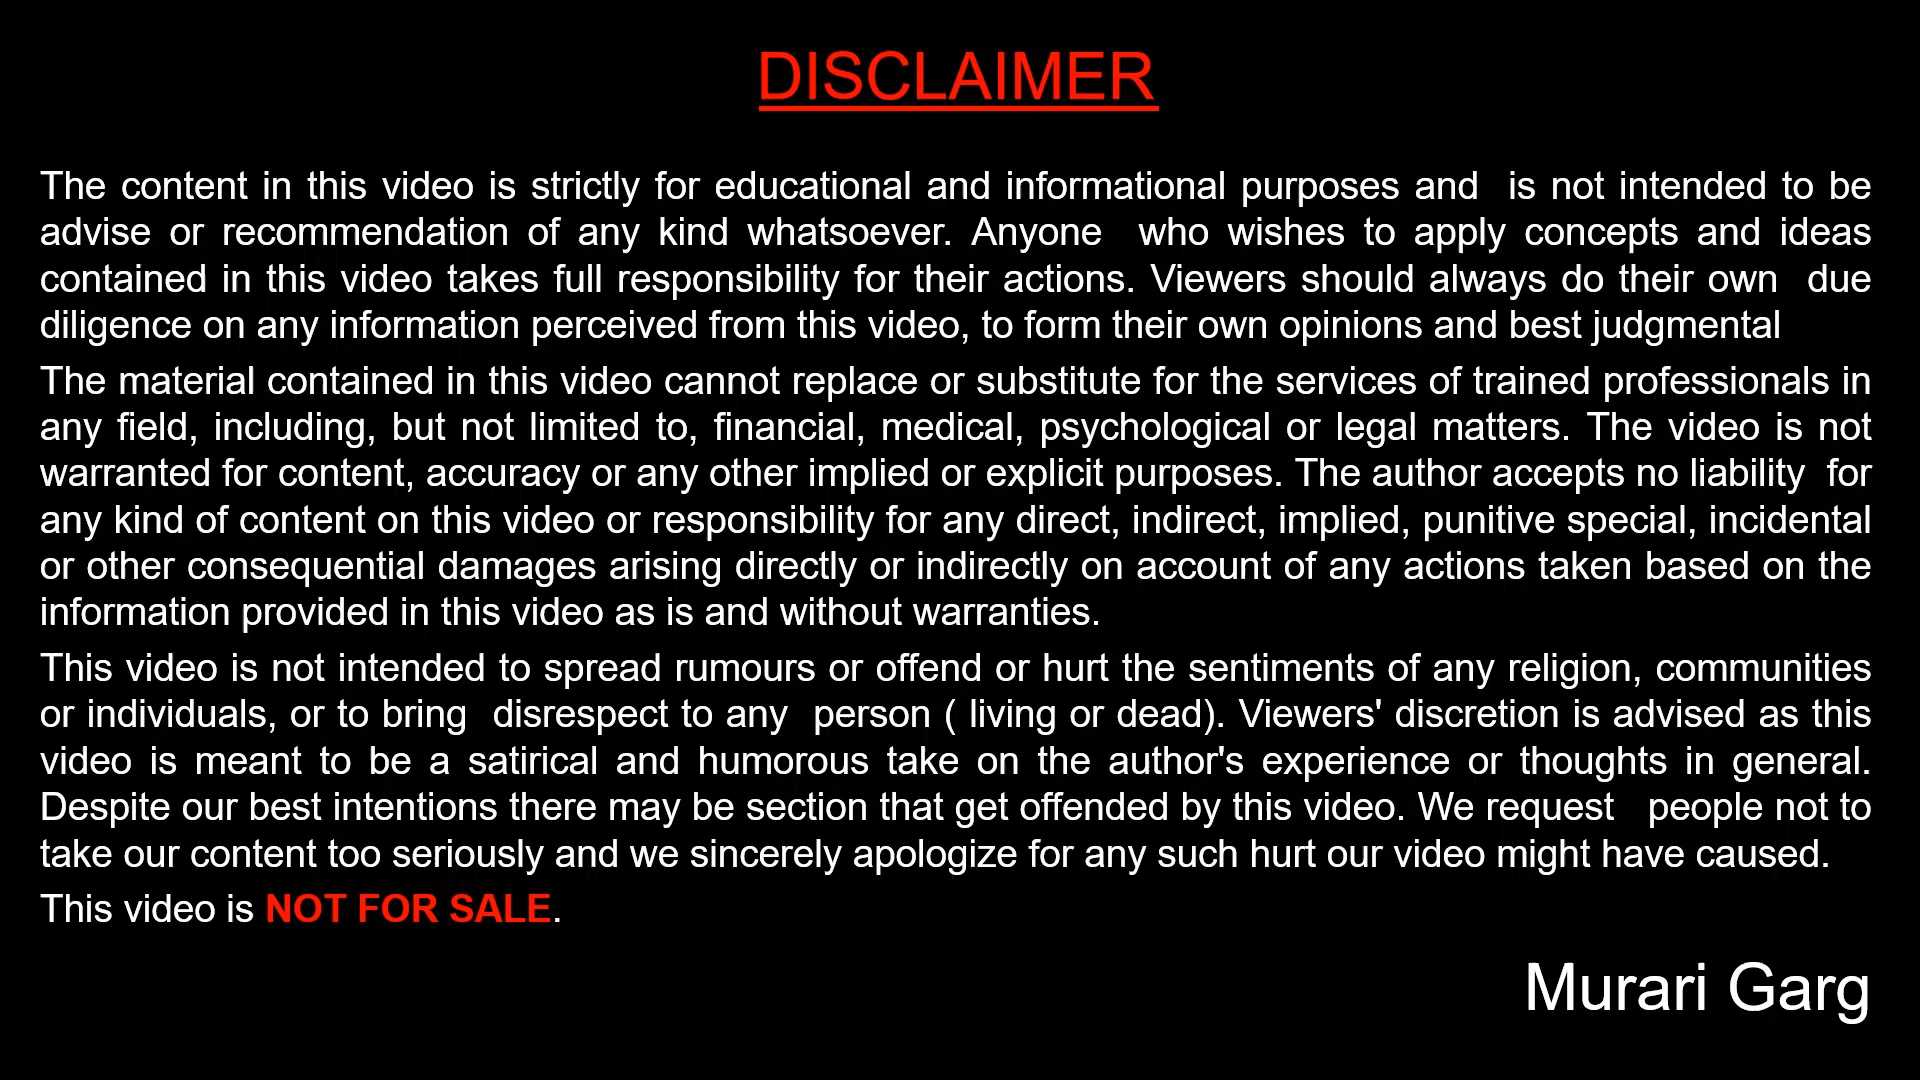 DISCLAIMER
The content in this video is strictly for educational and informational purposes and is not intended to be
advise or recommendation of any kind whatsoever. Anyone who wishes to apply concepts and ideas
contained in this video takes full responsibility for their actions. Viewers should always do their own due
diligence on any information perceived from this video, to form their own opinions and best judgmental
The material contained in this video cannot replace or substitute for the services of trained professionals in
any field, including, but not limited to, financial, medical, psychological or legal matters. The video is not
warranted for content, accuracy or any other implied or explicit purposes. The author accepts no liability for
any kind of content on this video or responsibility for any direct, indirect, implied, punitive special, incidental
or other consequential damages arising directly or indirectly on account of any actions taken based on the
information provided in this video as is and without warranties.
This video is not intended to spread rumours or offend or hurt the sentiments of any religion, communities
or individuals, or to bring disrespect to any person ( living or dead). Viewers' discretion is advised as this
video is meant to be a satirical and humorous take on the author's experience or thoughts in general.
Despite our best intentions there may be section that get offended by this video. We request people not to
take our content too seriously and we sincerely apologize for any such hurt our video might have caused.
This video is NOT FOR SALE.
Murari Garg